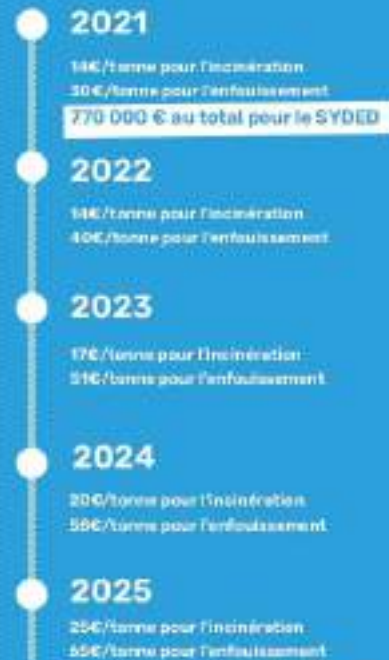 2021
14€/tonne pour l'incinération
30€/tonne pour l'enfouissement
770 000 € au total pour le SYDED
2022
14€/tonne pour l'incinération
40€/tonne pour l'enfouissement
2023
17€/tonne pour l'incinération
51€/tonne pour l'enfouissement
2024
20€/tonne pour l'incinération
/tonne pour l'enfouissement
2025
25€/tonne pour l'incinération
65€/tonne pour l'enfouissement